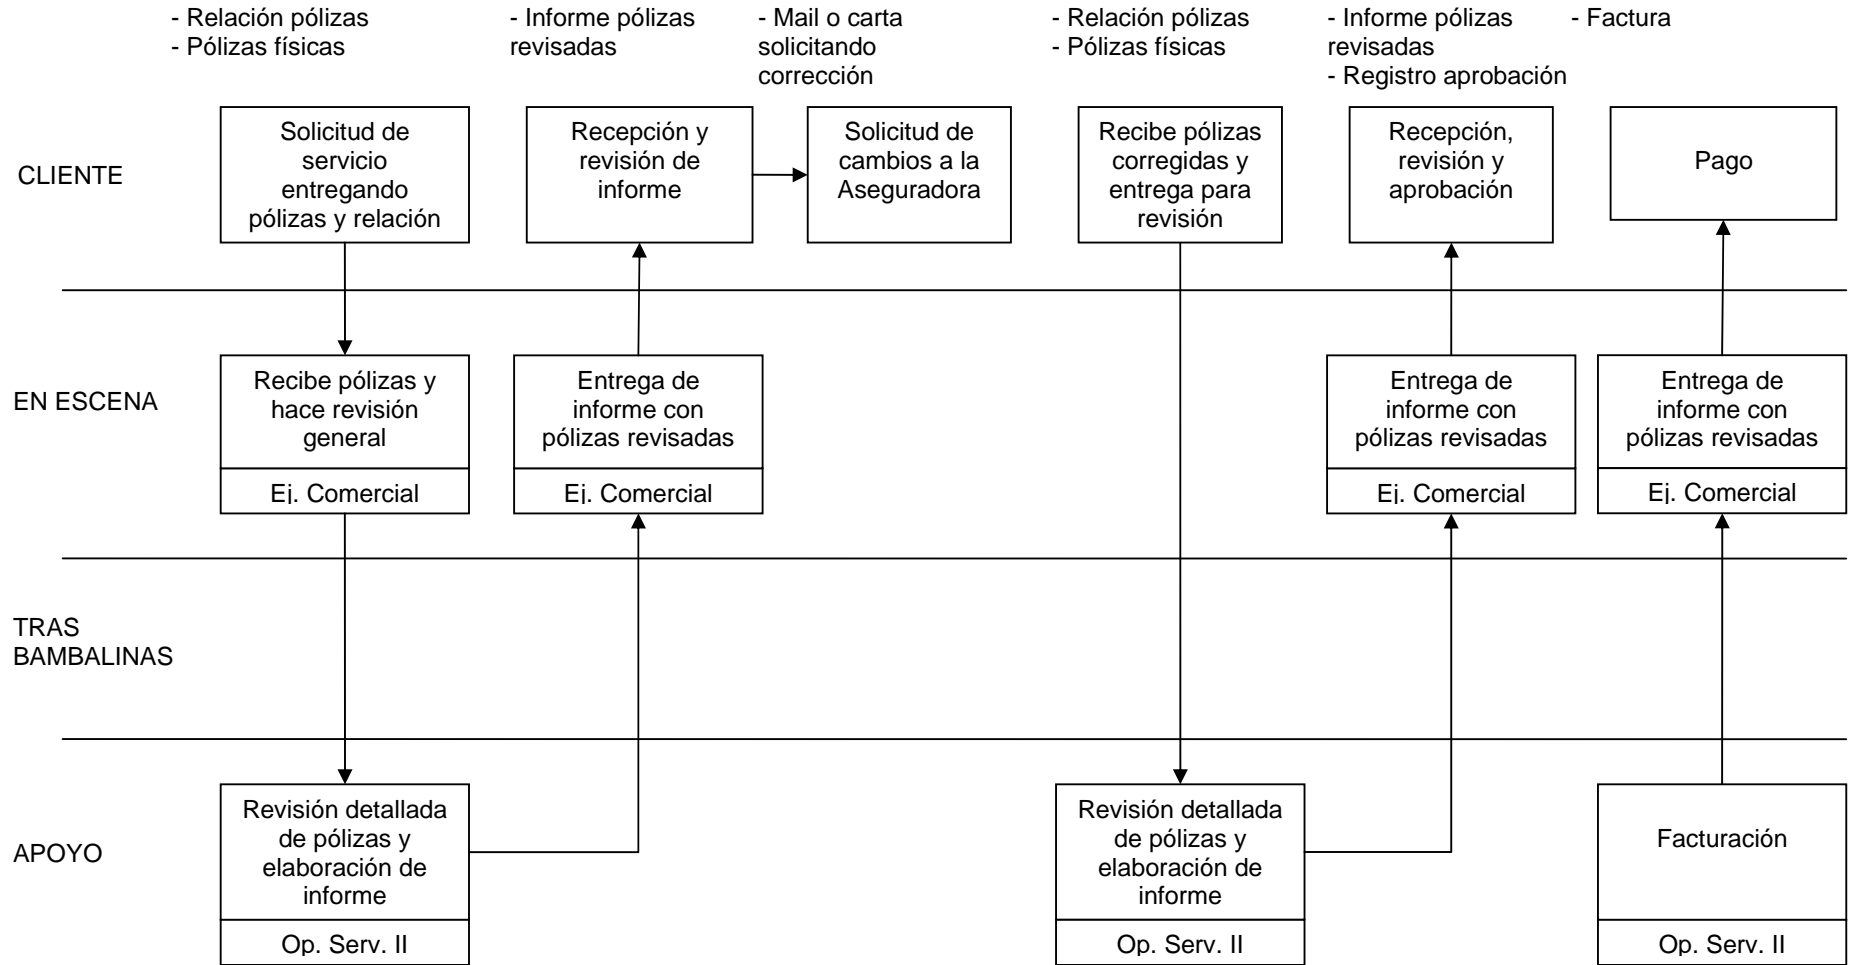 - Relación pólizas
- Pólizas físicas
- Informe pólizas
revisadas
- Mail o carta
solicitando
corrección
- Relación pólizas
- Pólizas físicas
- Informe pólizas
revisadas
- Registro aprobación
- Factura
CLIENTE
Solicitud de
servicio
entregando
pólizas y relación
Recepción y
revisión de
informe
Solicitud de
cambios a la
Aseguradora
Recibe pólizas
corregidas y
entrega para
revisión
Recepción,
revisión y
aprobación
Pago
EN ESCENA
Recibe pólizas y
hace revisión
general
Ej. Comercial
Entrega de
informe con
pólizas revisadas
Ej. Comercial
Entrega de
informe con
pólizas revisadas
Ej. Comercial
Entrega de
informe con
pólizas revisadas
Ej. Comercial
TRAS
BAMBALINAS
APOYO
Revisión detallada
de pólizas y
elaboración de
informe
Op. Serv. II
Revisión detallada
de pólizas y
elaboración de
informe
Op. Serv. II
Facturación
Op. Serv. II